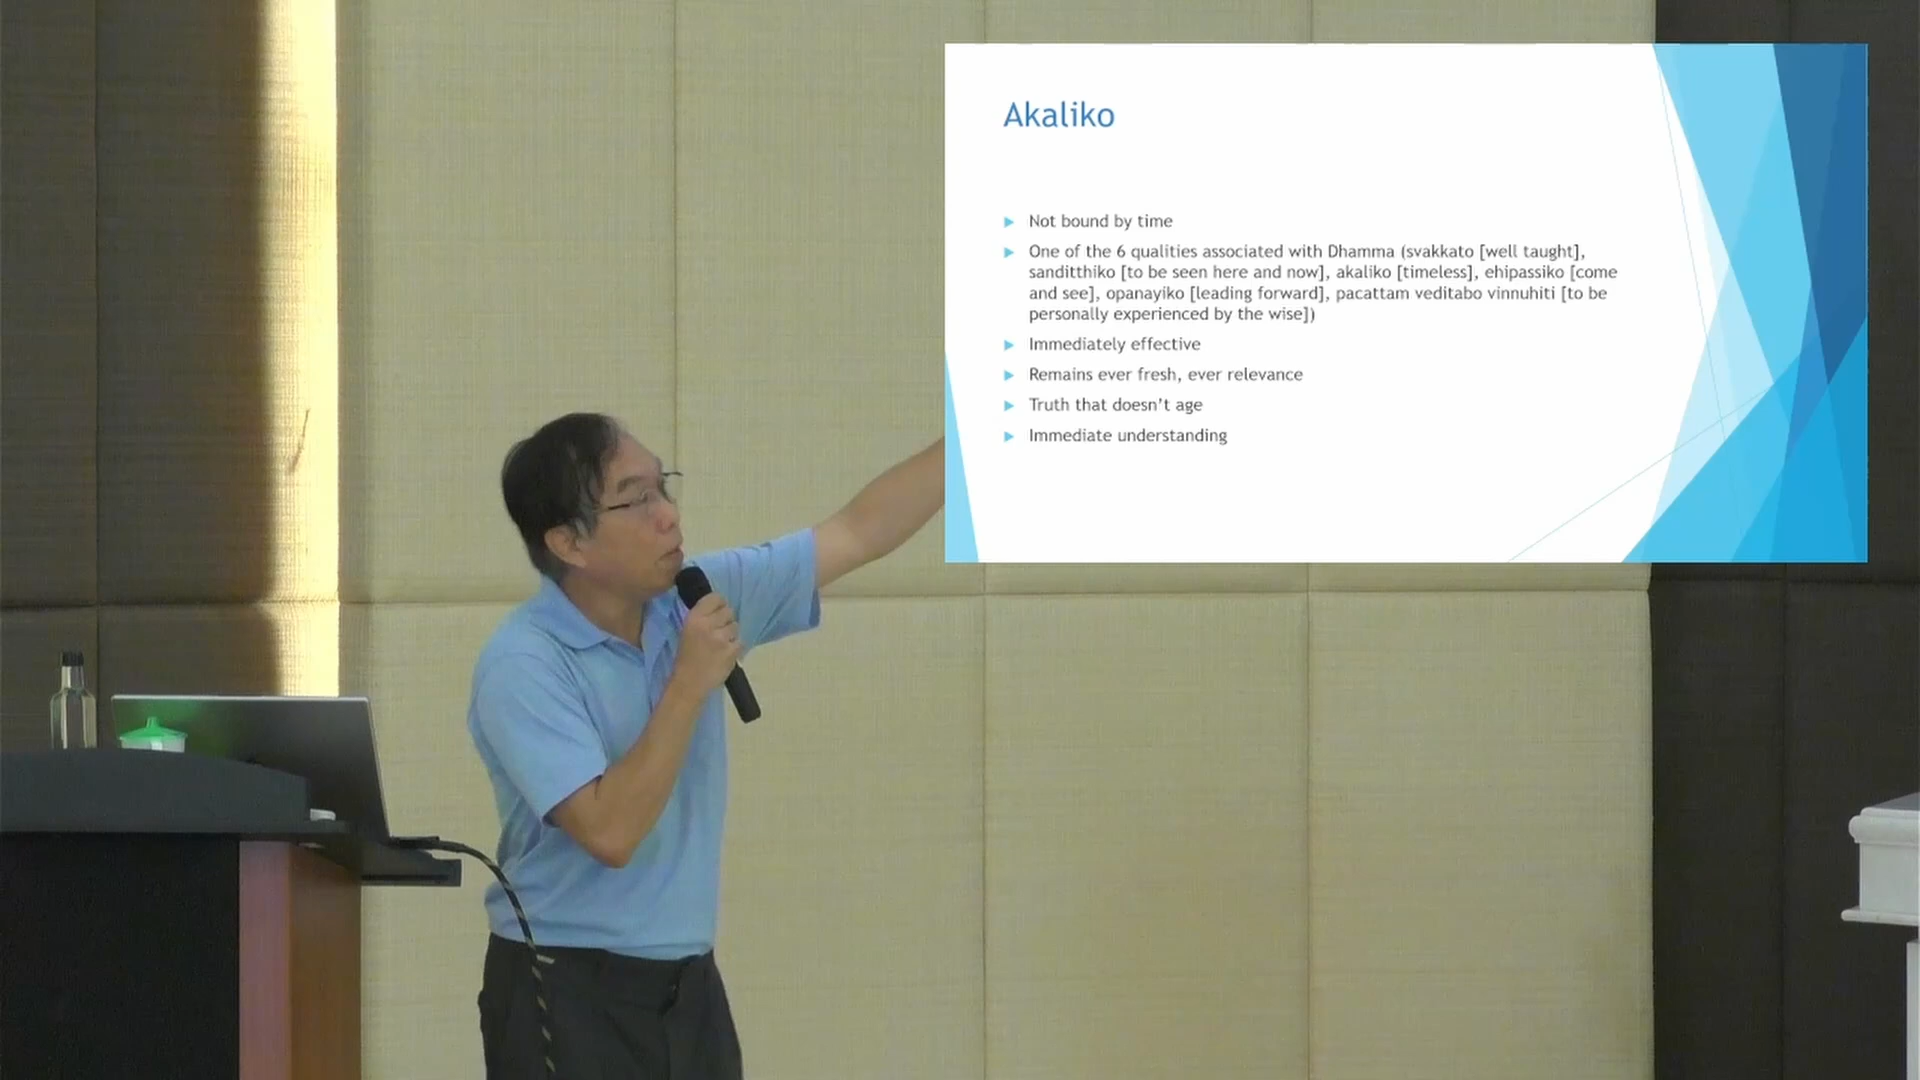 Akaliko
Not bound by time
One of the 6 qualities associated with Dhamma (svakkato [well taught],
sanditthiko [to be seen here and now], akaliko [timeless], ehipassiko [come
and see], opanayiko [leading forward], pacattam veditabo vinnuhiti [to be
personally experienced by the wise])
Immediately effective
Remains ever fresh, ever relevance
Truth that doesn't age
Immediate understanding